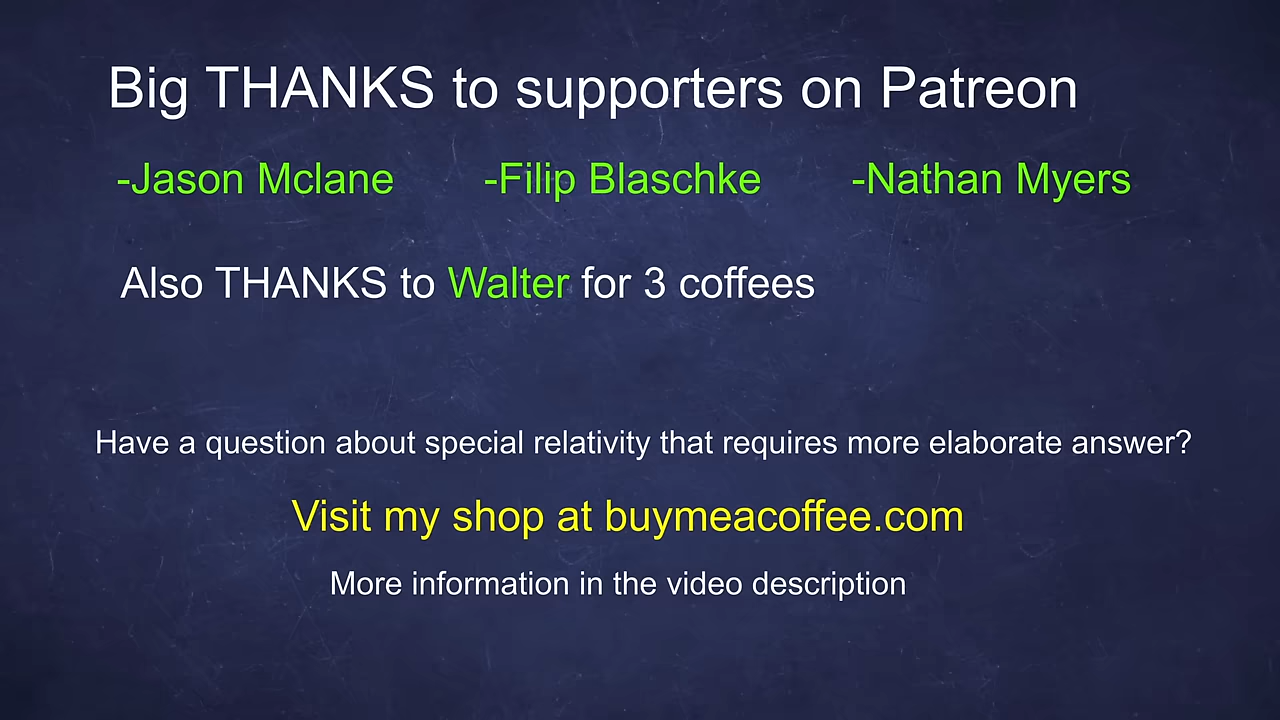 Big THANKS to supporters on Patreon
-Jason Mclane -Filip Blaschke -Nathan Myers
Also THANKS to Walter for 3 coffees
Have a question about special relativity that requires more elaborate answer?
Visit my shop at buymeacoffee.com
More information in the video description